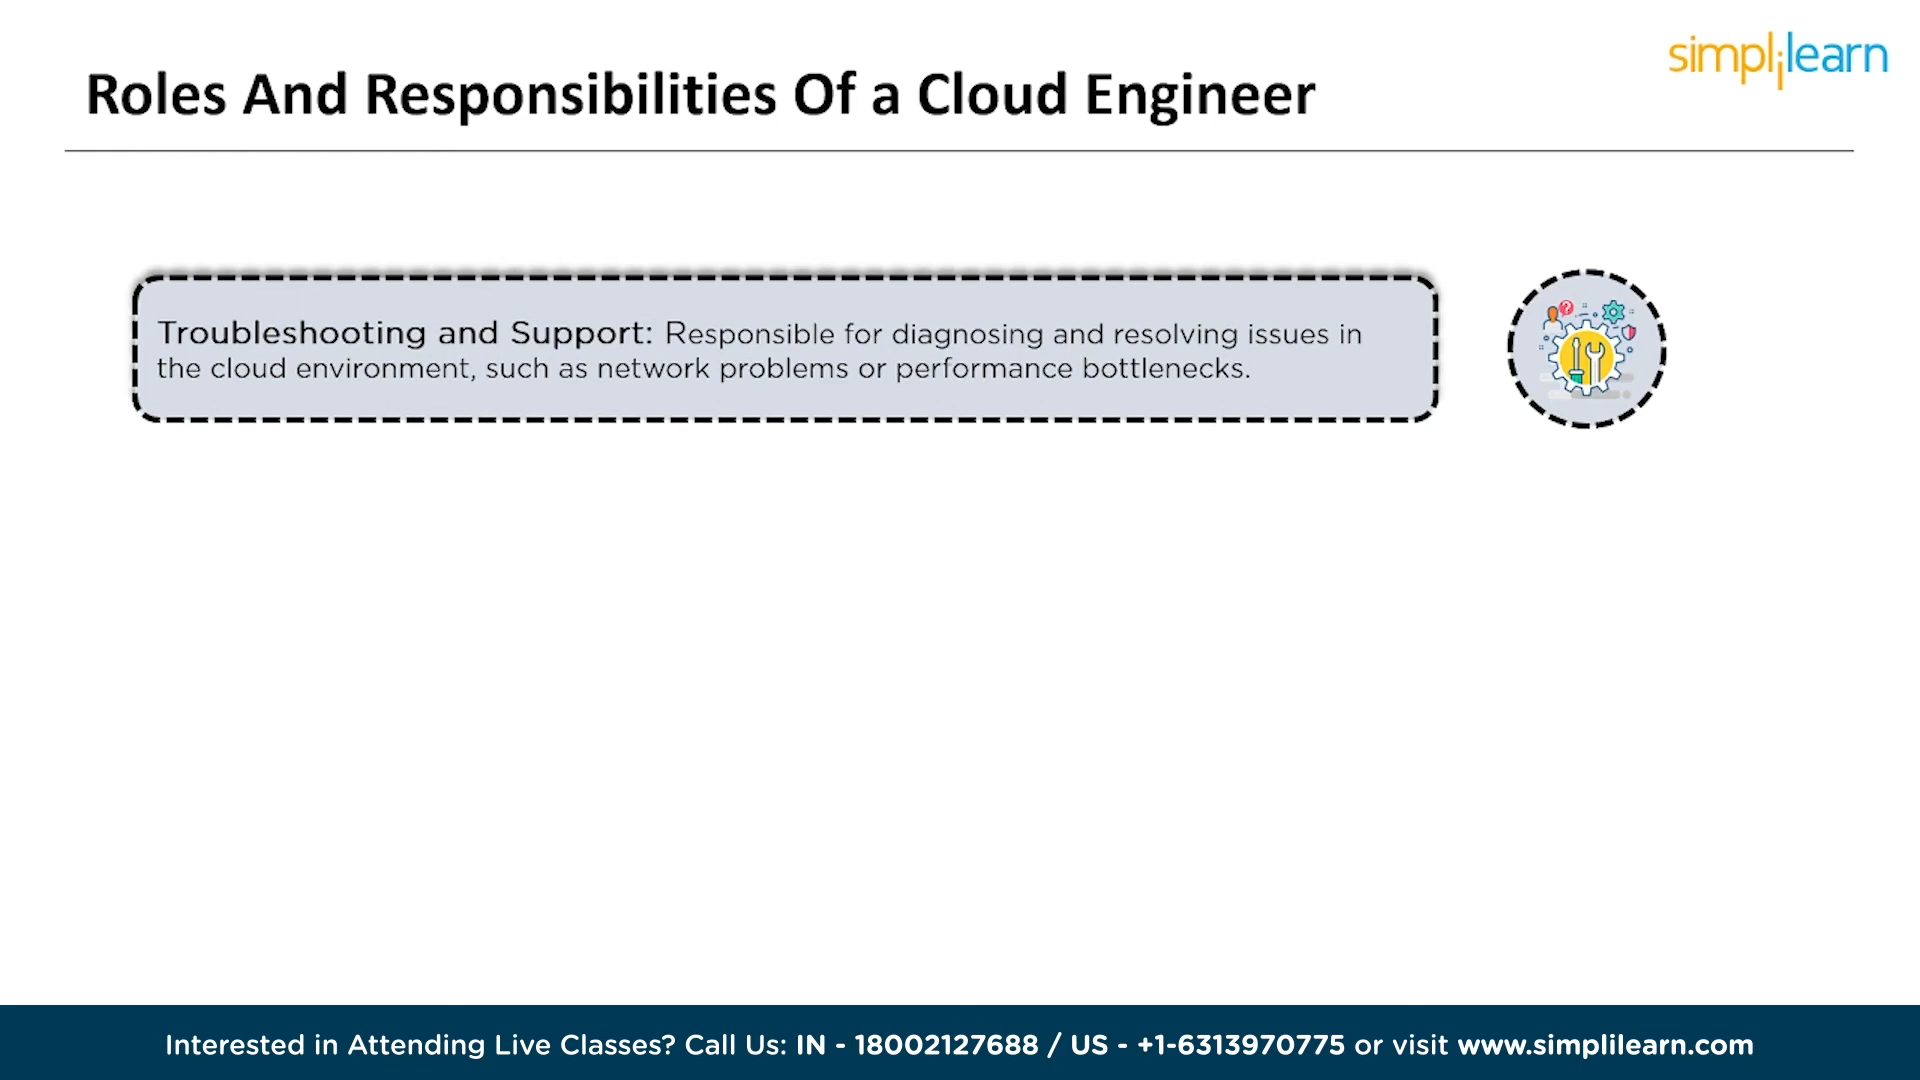 simplilearn
Roles And Responsibilities Of a Cloud Engineer
Troubleshooting and Support: Responsible for diagnosing and resolving issues in
the cloud environment, such as network problems or performance bottlenecks.
Interested in Attending Live Classes? Call Us: IN - 18002127688 / US - +1-6313970775 or visit www.simplilearn.com